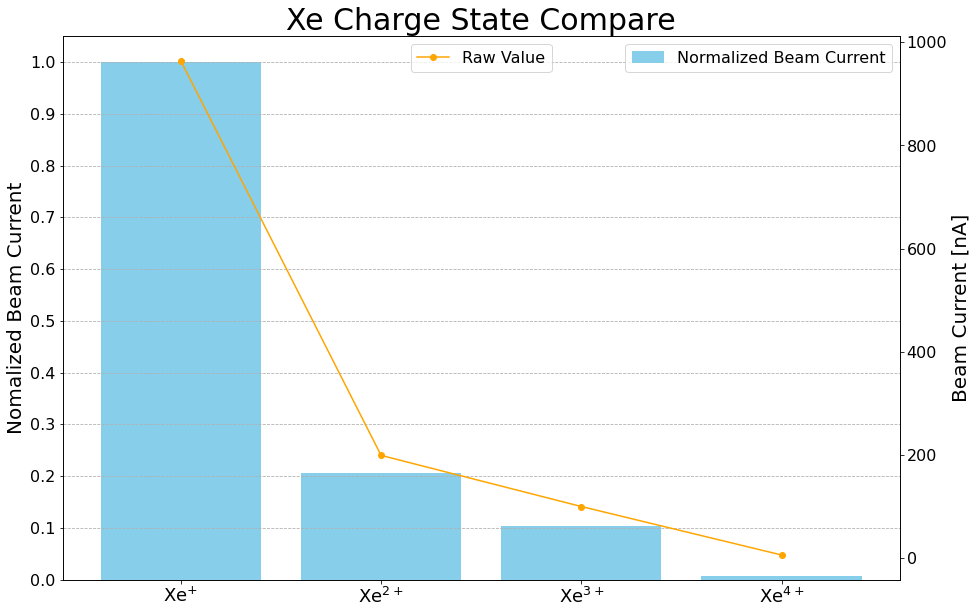 Xe Charge State Compare
Raw Value
Normalized Beam Current
Nomalized Beam Current
1.0
0.9
0.8
0.7
0.6
0.5
0.4
0.3
0.2
0.1
0.0
1000
800
600
400
200
0
Beam Current [nA]
Xe⁺ Xe²⁺ Xe³⁺ Xe⁴⁺